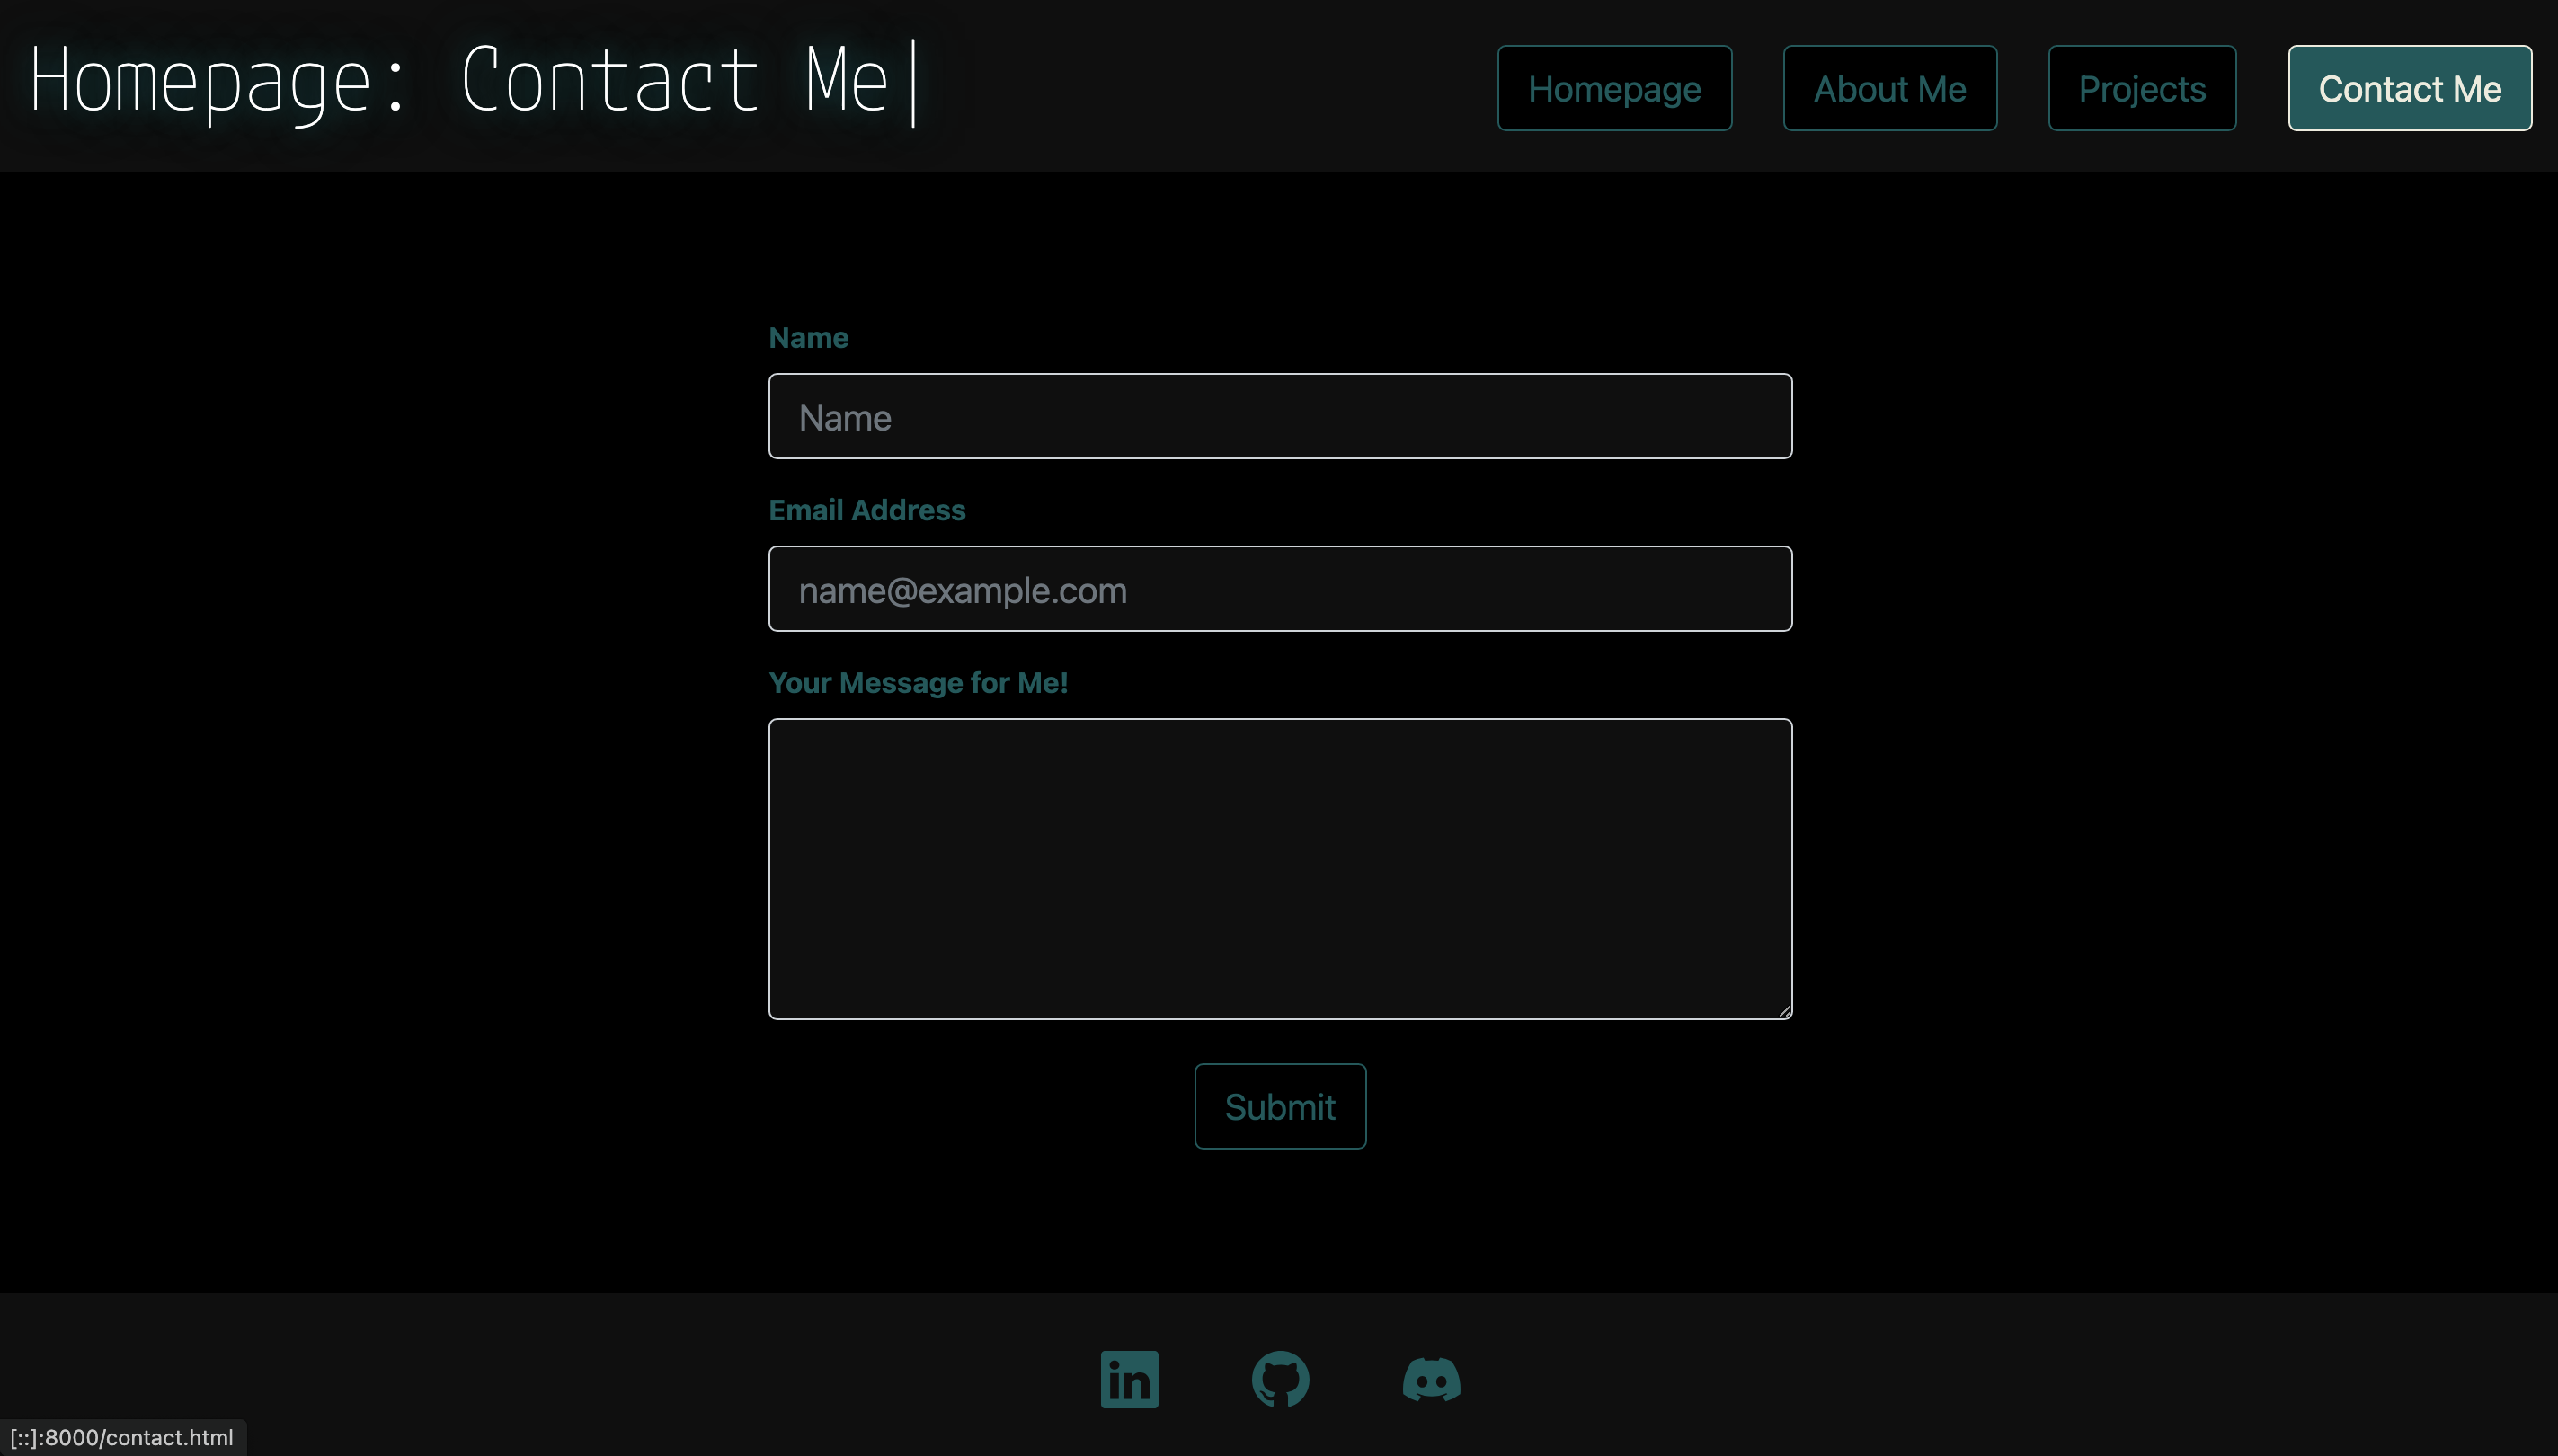 Homepage: Contact Me|
Homepage
About Me
Projects
Contact Me
Name
Name
Email Address
name@example.com
Your Message for Me!
Submit
in
[::]:8000/contact.html